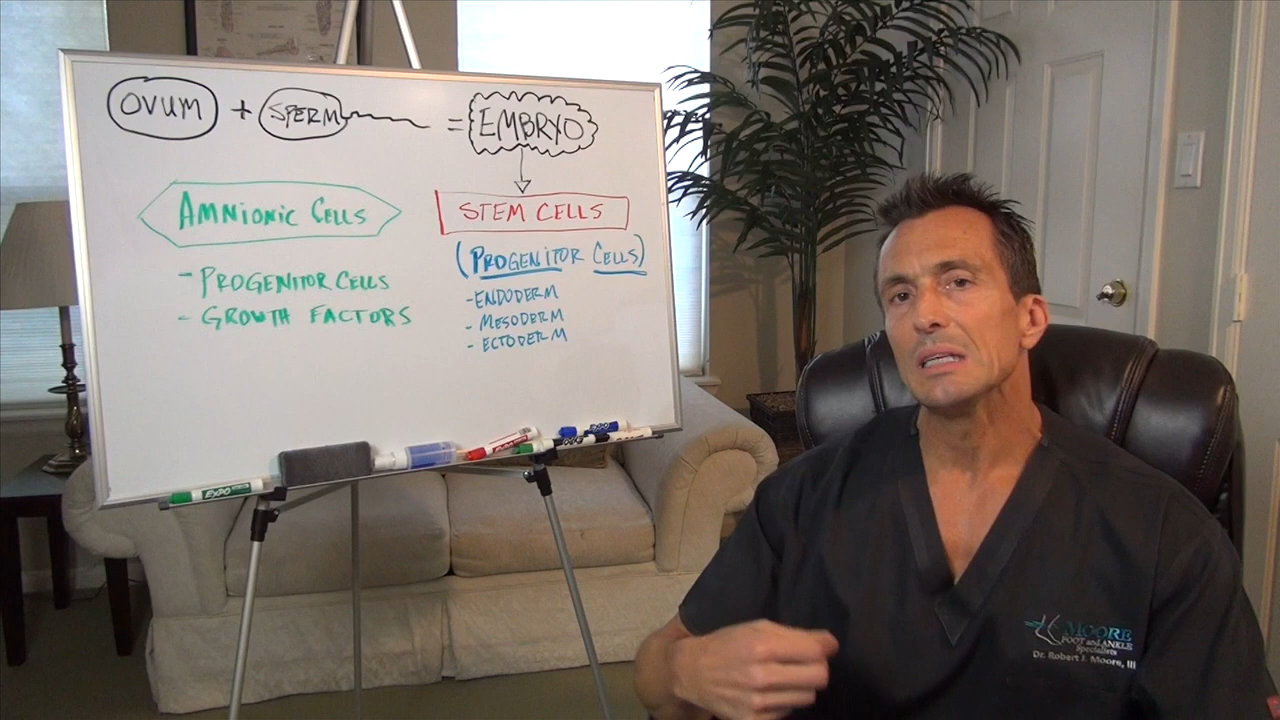 OVUM + SPERM = EMBRYO
AMNIONIC CELLS
- PROGENITOR CELLS
- GROWTH FACTORS
STEM CELLS
(PROGENITOR CELLS)
- ENDODERM
- MESODERM
- ECTODERM
EXPO
EXPO
MOORE
FOOT and ANKLE
Specialists
Dr. Robert J. Moore, III